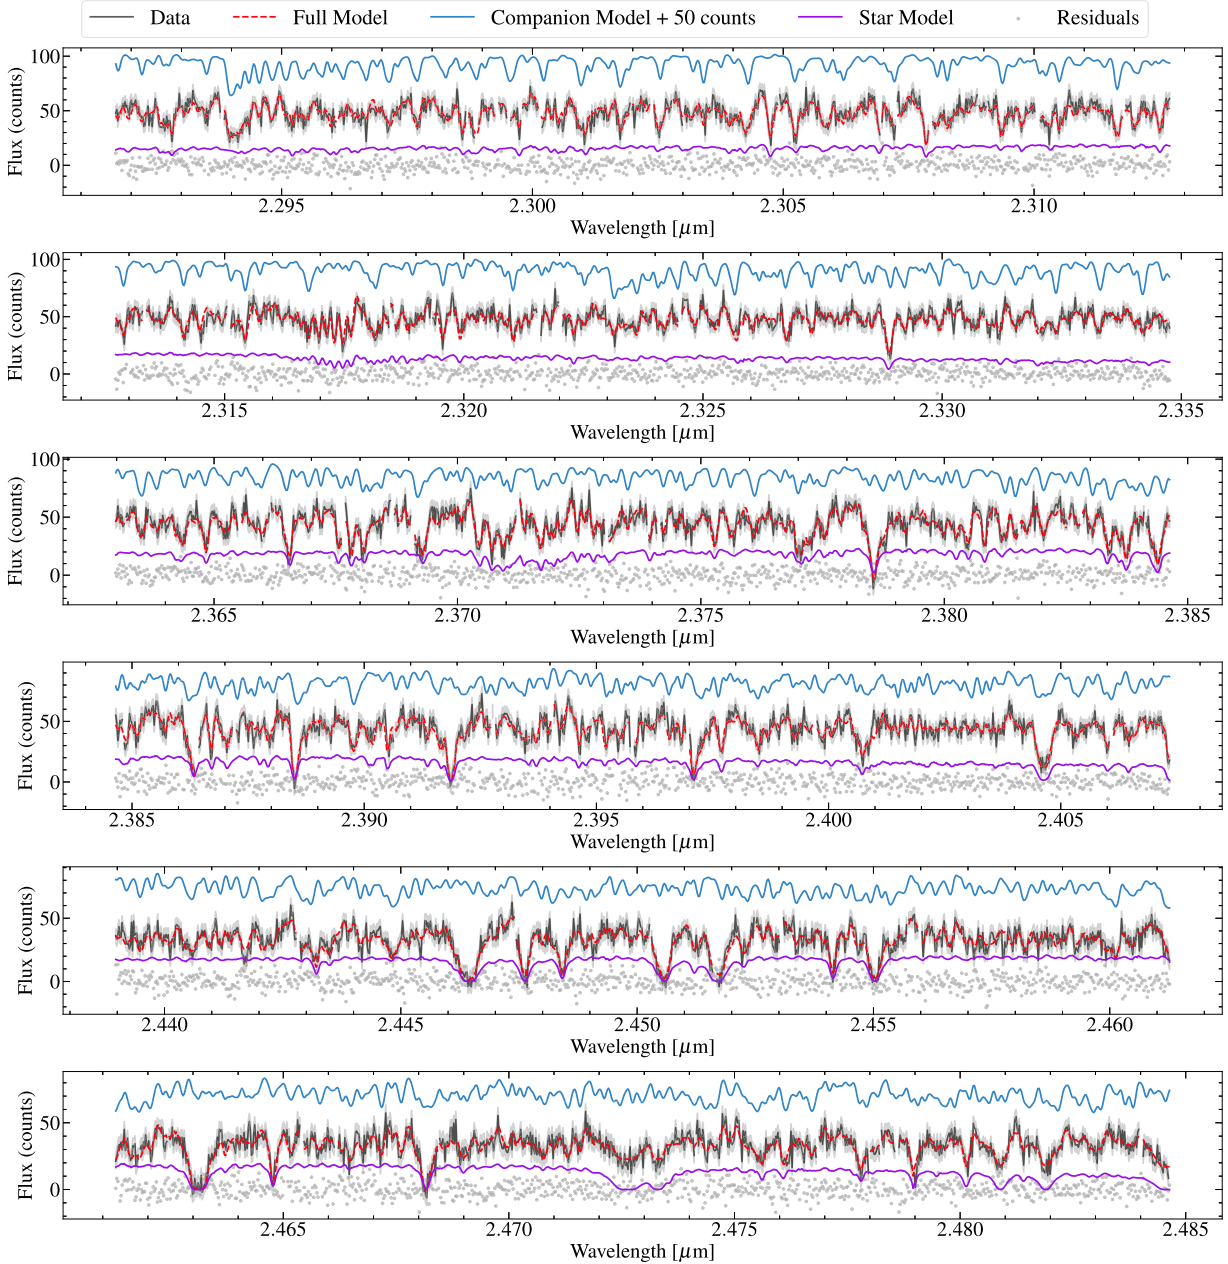 Data Full Model Companion Model + 50 counts Star Model Residuals
100
50
0
Flux (counts)
2.295 2.300 2.305 2.310
Wavelength [μm]
100
50
0
Flux (counts)
2.315 2.320 2.325 2.330 2.335
Wavelength [μm]
100
50
0
Flux (counts)
2.365 2.370 2.375 2.380 2.385
Wavelength [μm]
50
0
Flux (counts)
2.385 2.390 2.395 2.400 2.405
Wavelength [μm]
50
0
Flux (counts)
2.440 2.445 2.450 2.455 2.460
Wavelength [μm]
50
0
Flux (counts)
2.465 2.470 2.475 2.480 2.485
Wavelength [μm]